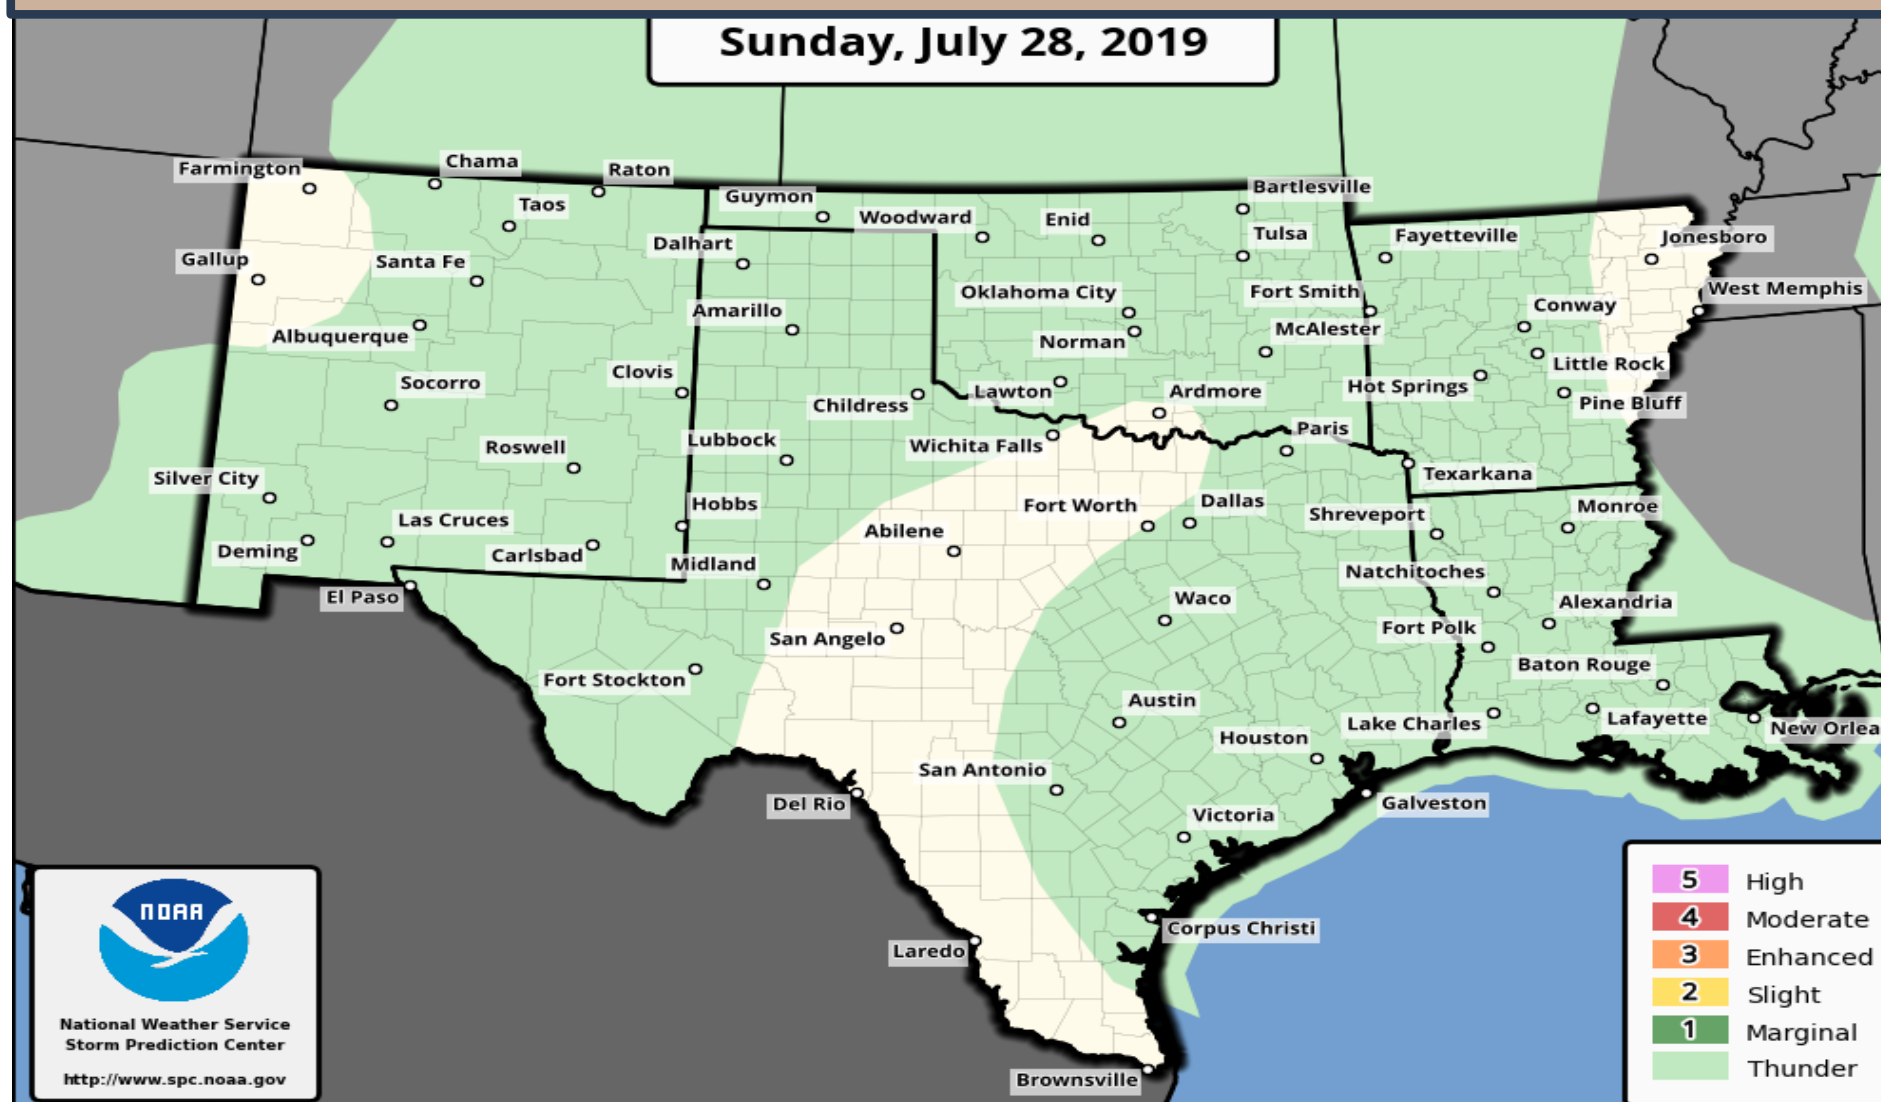 Sunday, July 28, 2019
Farmington
Chama
Raton
Taos
Guymon
Woodward
Enid
Bartlesville
Tulsa
Fayetteville
Jonesboro
Gallup
Santa Fe
Dalhart
Oklahoma City
Fort Smith
Conway
West Memphis
Albuquerque
Amarillo
Norman
McAlester
Little Rock
Socorro
Clovis
Childress
Lawton
Ardmore
Hot Springs
Pine Bluff
Roswell
Lubbock
Wichita Falls
Paris
Texarkana
Silver City
Las Cruces
Hobbs
Fort Worth
Dallas
Shreveport
Monroe
Deming
Carlsbad
Midland
Abilene
Natchitoches
El Paso
Waco
Alexandria
San Angelo
Fort Polk
Fort Stockton
Baton Rouge
Austin
Lake Charles
Lafayette
New Orlea
Houston
San Antonio
Del Rio
Galveston
Victoria
Corpus Christi
Laredo
Brownsville
NOAA
National Weather Service
Storm Prediction Center
http://www.spc.noaa.gov
5 High
4 Moderate
3 Enhanced
2 Slight
1 Marginal
Thunder